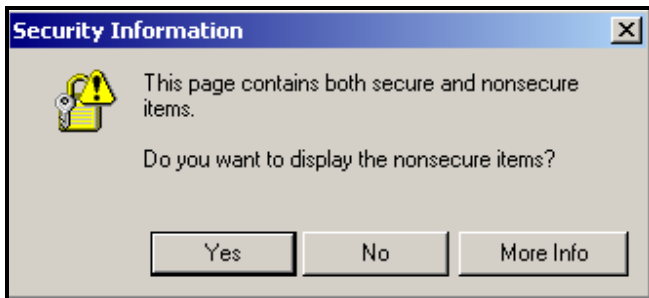 Security Information
This page contains both secure and nonsecure
items.
Do you want to display the nonsecure items?
Yes No More Info